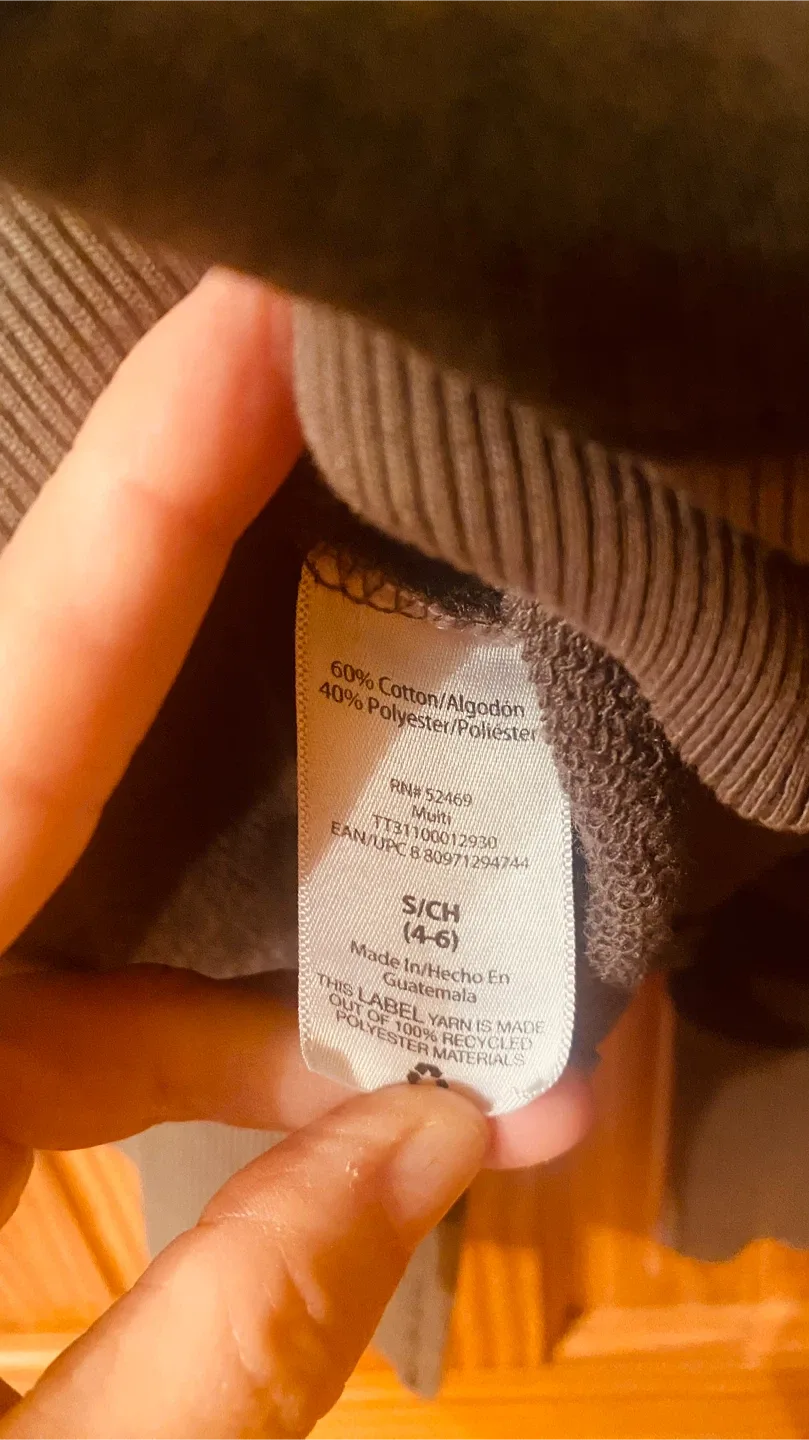 60% Cotton/Algodón
40% Polyester/Poliéster
RN# 52469
Multi
TT31100012930
EAN/UPC 8 80971294744
S/CH
(4-6)
Made In/Hecho En
Guatemala
THIS LABEL YARN IS MADE
OUT OF 100% RECYCLED
POLYESTER MATERIALS